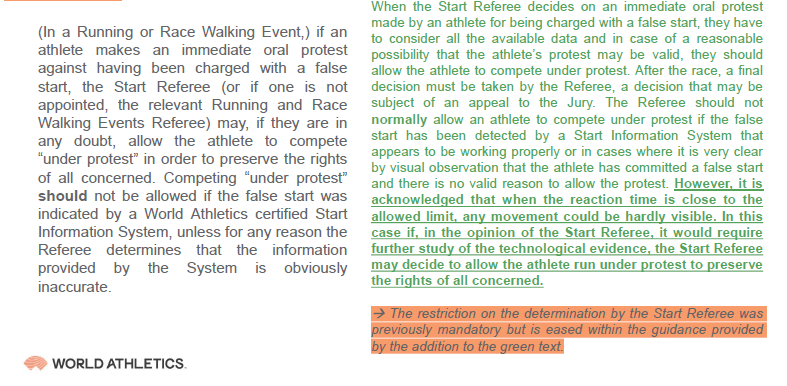 (In a Running or Race Walking Event,) if an
athlete makes an immediate oral protest
against having been charged with a false
start, the Start Referee (or if one is not
appointed, the relevant Running and Race
Walking Events Referee) may, if they are in
any doubt, allow the athlete to compete
“under protest” in order to preserve the rights
of all concerned. Competing “under protest”
should not be allowed if the false start was
indicated by a World Athletics certified Start
Information System, unless for any reason the
Referee determines that the information
provided by the System is obviously
inaccurate.
When the Start Referee decides on an immediate oral protest
made by an athlete for being charged with a false start, they have
to consider all the available data and in case of a reasonable
possibility that the athlete’s protest may be valid, they should
allow the athlete to compete under protest. After the race, a final
decision must be taken by the Referee, a decision that may be
subject of an appeal to the Jury. The Referee should not
normally allow an athlete to compete under protest if the false
start has been detected by a Start Information System that
appears to be working properly or in cases where it is very clear
by visual observation that the athlete has committed a false start
and there is no valid reason to allow the protest. However, it is
acknowledged that when the reaction time is close to the
allowed limit, any movement could be hardly visible. In this
case if, in the opinion of the Start Referee, it would require
further study of the technological evidence, the Start Referee
may decide to allow the athlete run under protest to preserve
the rights of all concerned.
→ The restriction on the determination by the Start Referee was
previously mandatory but is eased within the guidance provided
by the addition to the green text.
WORLD ATHLETICS.